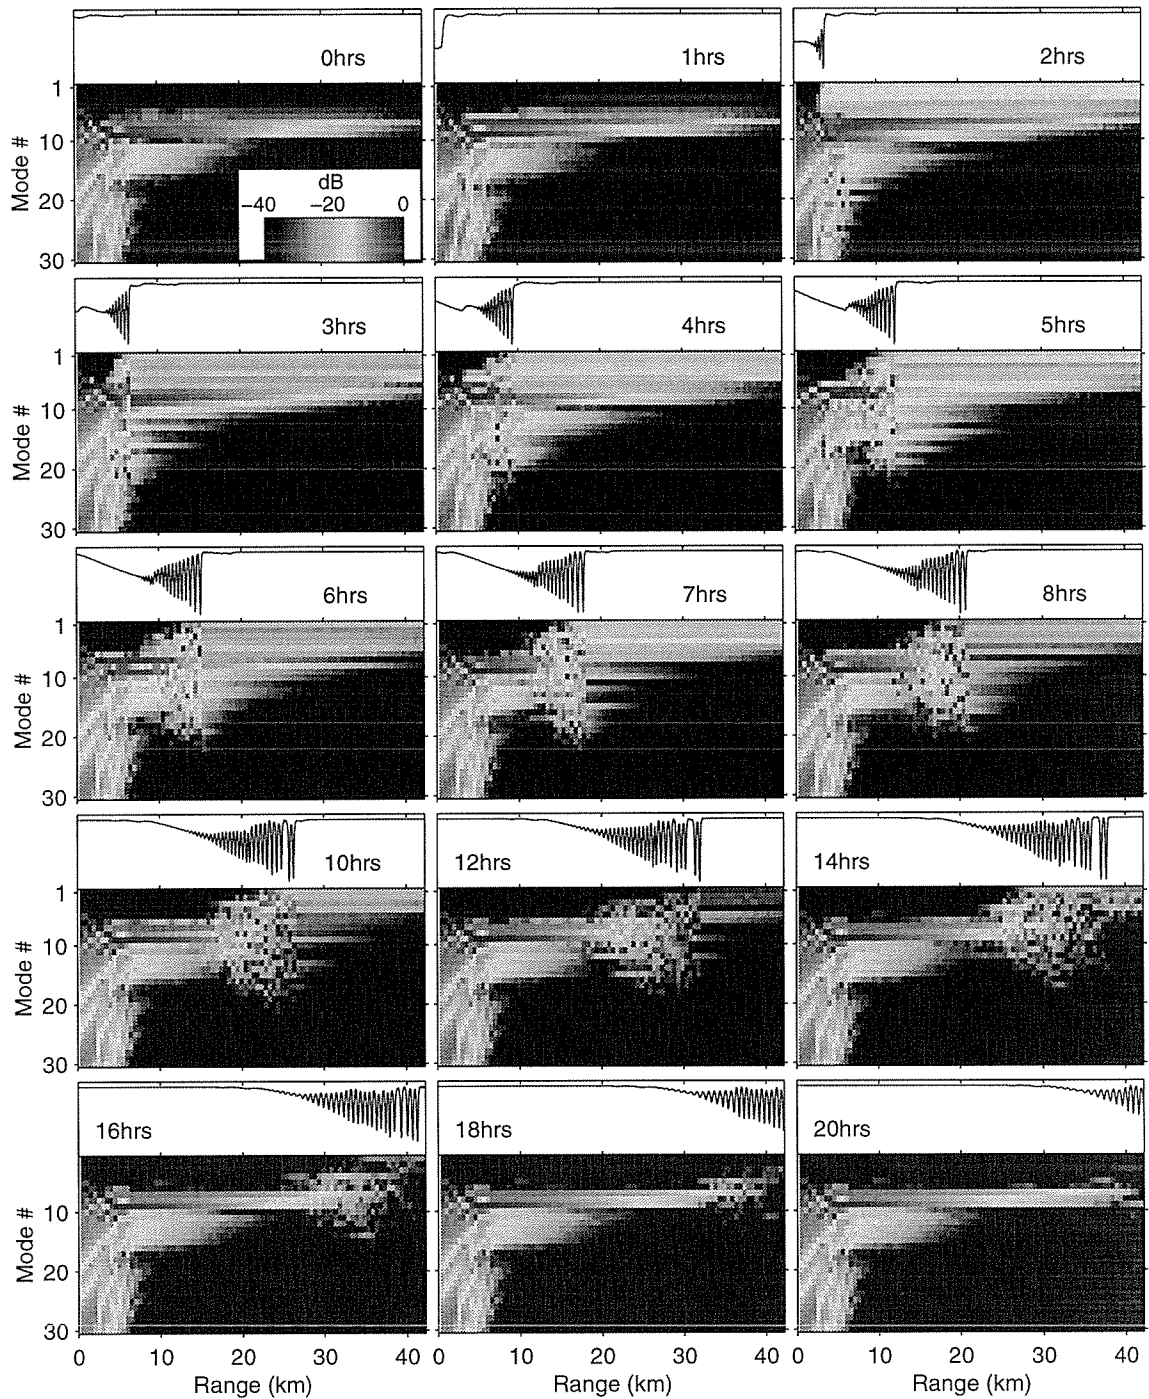 0hrs 1hrs 2hrs
Mode # 1 10 20 30
dB
−40 −20 0
3hrs 4hrs 5hrs
Mode # 1 10 20 30
6hrs 7hrs 8hrs
Mode # 1 10 20 30
10hrs 12hrs 14hrs
Mode # 1 10 20 30
16hrs 18hrs 20hrs
Mode # 10 20 30
0 10 20 30 40 0 10 20 30 40 0 10 20 30 40
Range (km) Range (km) Range (km)